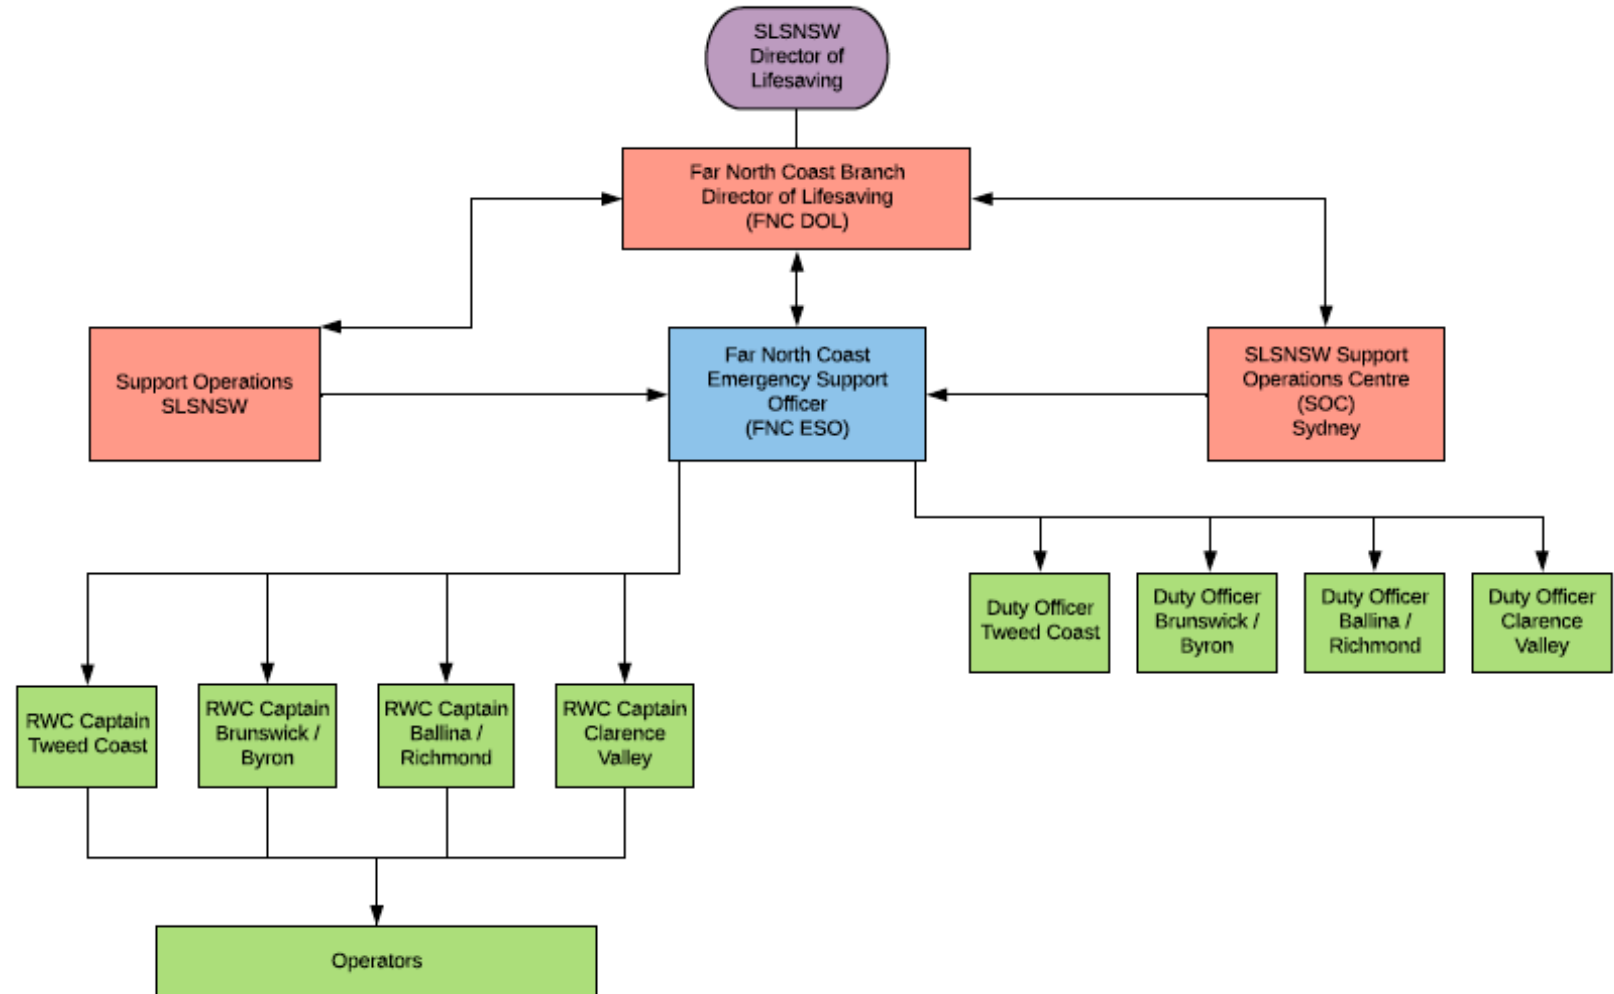 SLSNSW
Director of
Lifesaving
Far North Coast Branch
Director of Lifesaving
(FNC DOL)
Support Operations
SLSNSW
Far North Coast
Emergency Support
Officer
(FNC ESO)
SLSNSW Support
Operations Centre
(SOC)
Sydney
Duty Officer
Tweed Coast
Duty Officer
Brunswick /
Byron
Duty Officer
Ballina /
Richmond
Duty Officer
Clarence
Valley
RWC Captain
Tweed Coast
RWC Captain
Brunswick /
Byron
RWC Captain
Ballina /
Richmond
RWC Captain
Clarence
Valley
Operators